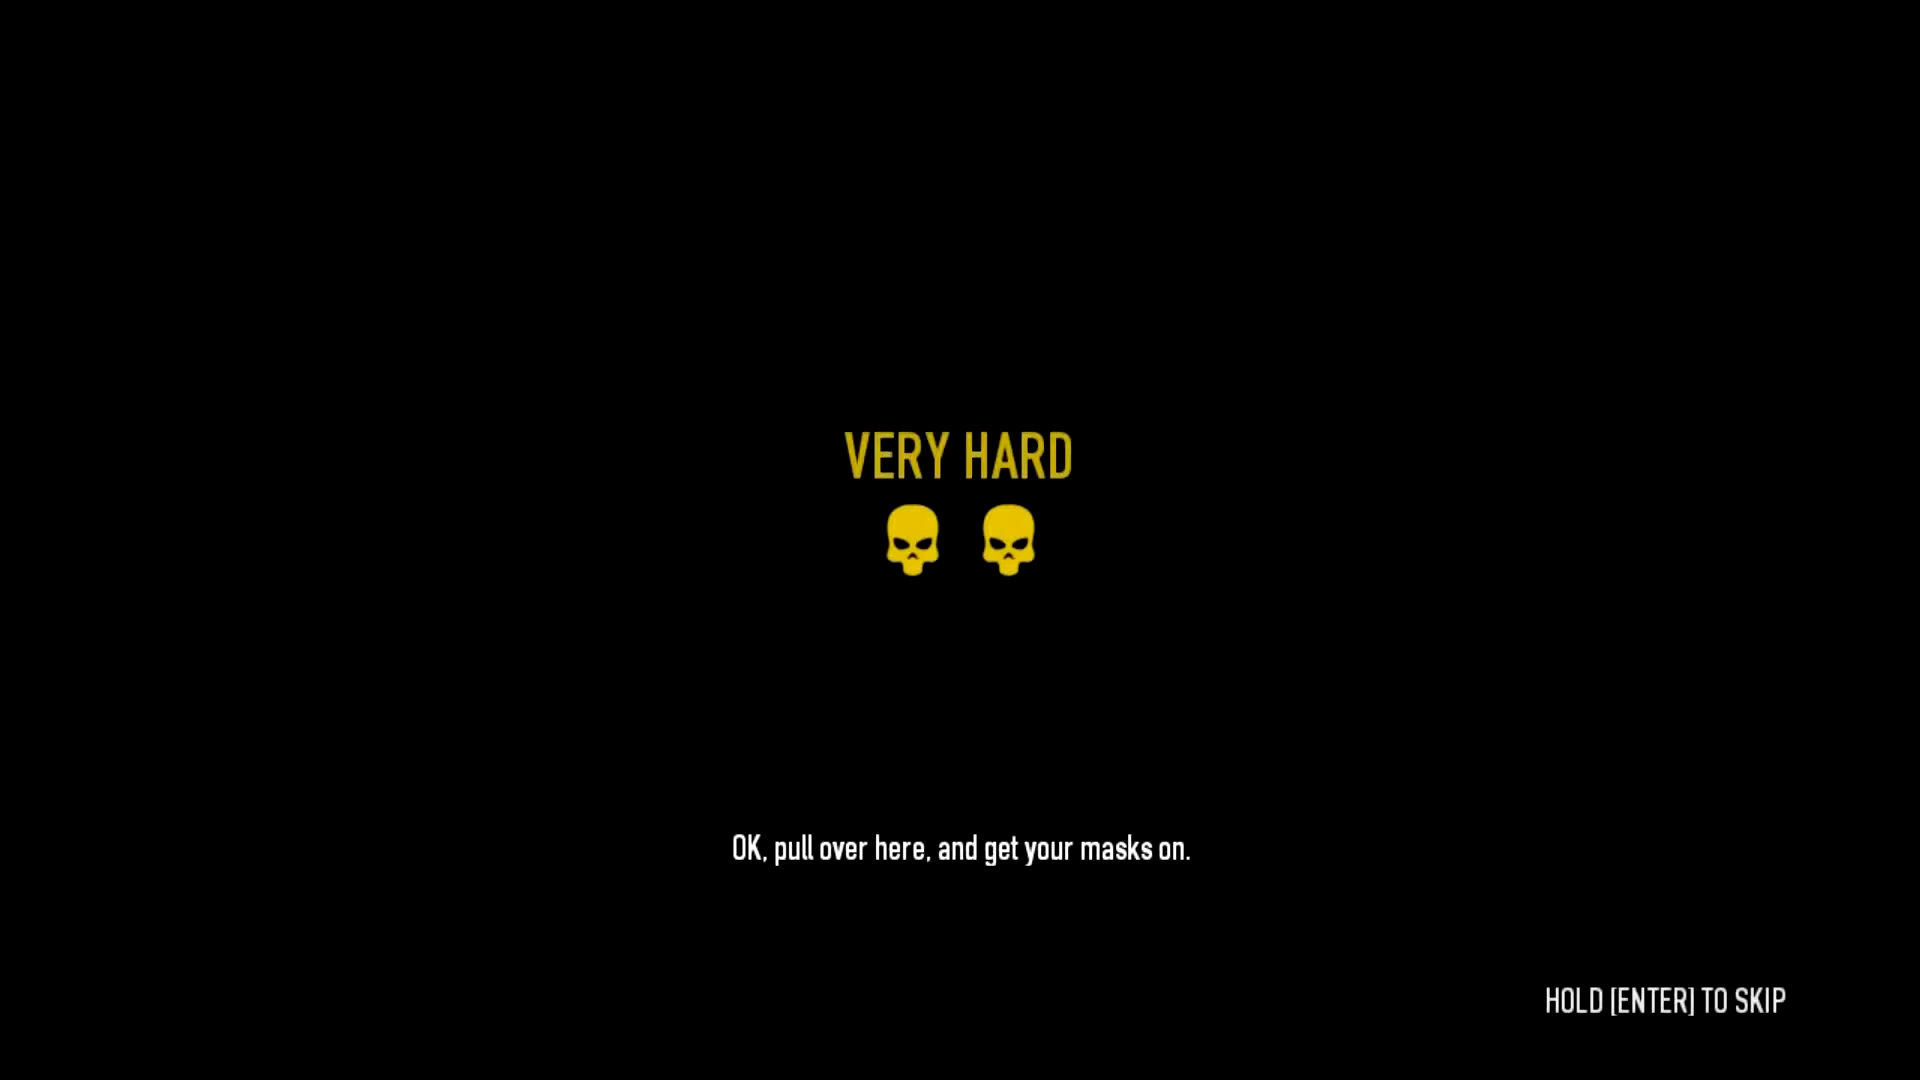 VERY HARD
OK, pull over here, and get your masks on.
HOLD [ENTER] TO SKIP